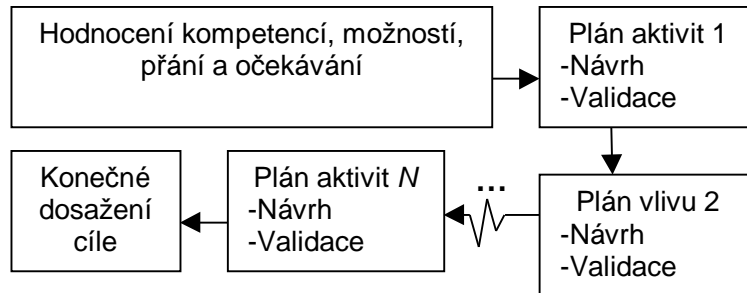 Hodnocení kompetencí, možností,
přání a očekávání
Plán aktivit 1
-Návrh
-Validace
Plán vlivu 2
-Návrh
-Validace
...
Plán aktivit N
-Návrh
-Validace
Konečné
dosažení
cíle